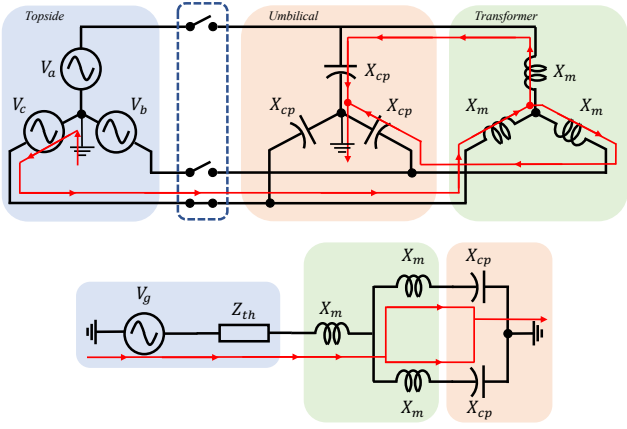 Topside
Umbilical
Transformer
V_a
X_cp
X_m
V_c
V_b
X_cp
X_cp
X_m
X_m
V_g
Z_th
X_m
X_m
X_cp
X_m
X_cp